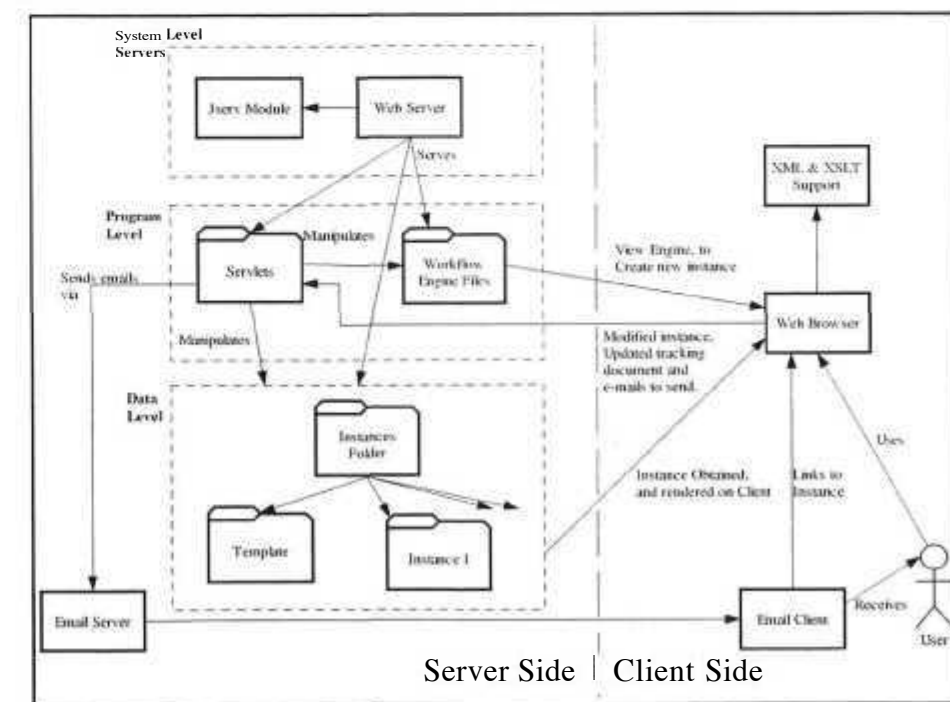 System Level
Servers
Jserv Module
Web Server
Serves
XML & XSLT
Support
Program
Level
Servlets
Manipulates
Workflow
Engine Files
View Engine, to
Create new instance
Sends emails
via
Web Browser
Manipulates
Modified instance,
Updated tracking
document and
e-mails to send.
Data
Level
Instances
Folder
Uses
Instance Obtained,
and rendered on Client
Links to
Instance
Template
Instance 1
Email Server
Email Client
Receives
User
Server Side | Client Side